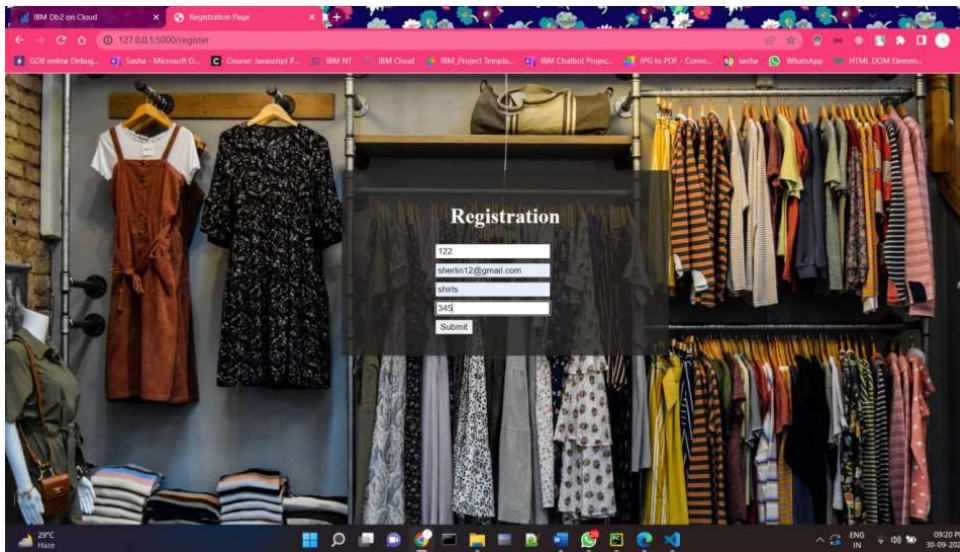 IBM Db2 on Cloud
Registration Page
127.0.0.1:5000/register
GDB online Debug...
Sasha - Microsoft O...
Course: Javascript P...
IBM NT
IBM Cloud
IBM_Project Templa...
IBM Chatbot Projec...
JPG to PDF - Conve...
sasha
WhatsApp
HTML DOM Elemen...
Registration
122
sherlin12@gmail.com
shirls
345
Submit
29°C
Haze
ENG
IN
09:20
30-09-202